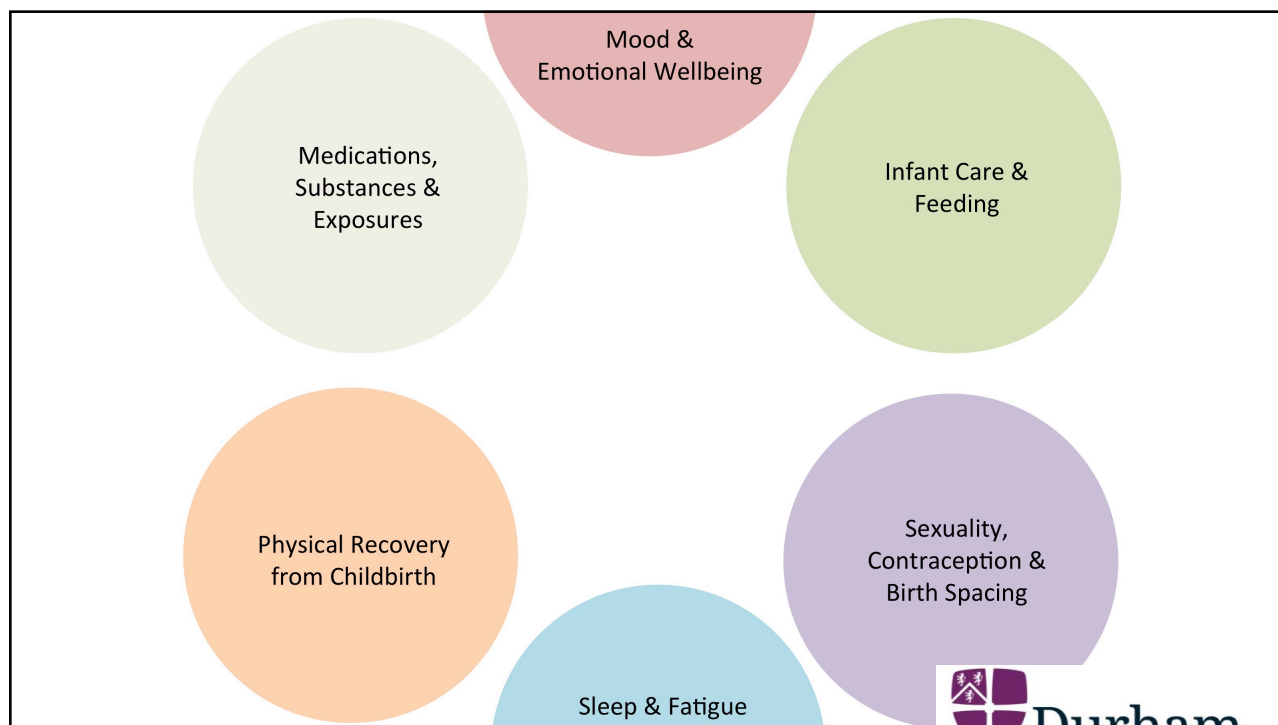 Mood &
Emotional Wellbeing
Medications,
Substances &
Exposures
Infant Care &
Feeding
Physical Recovery
from Childbirth
Sexuality,
Contraception &
Birth Spacing
Sleep & Fatigue
Durham